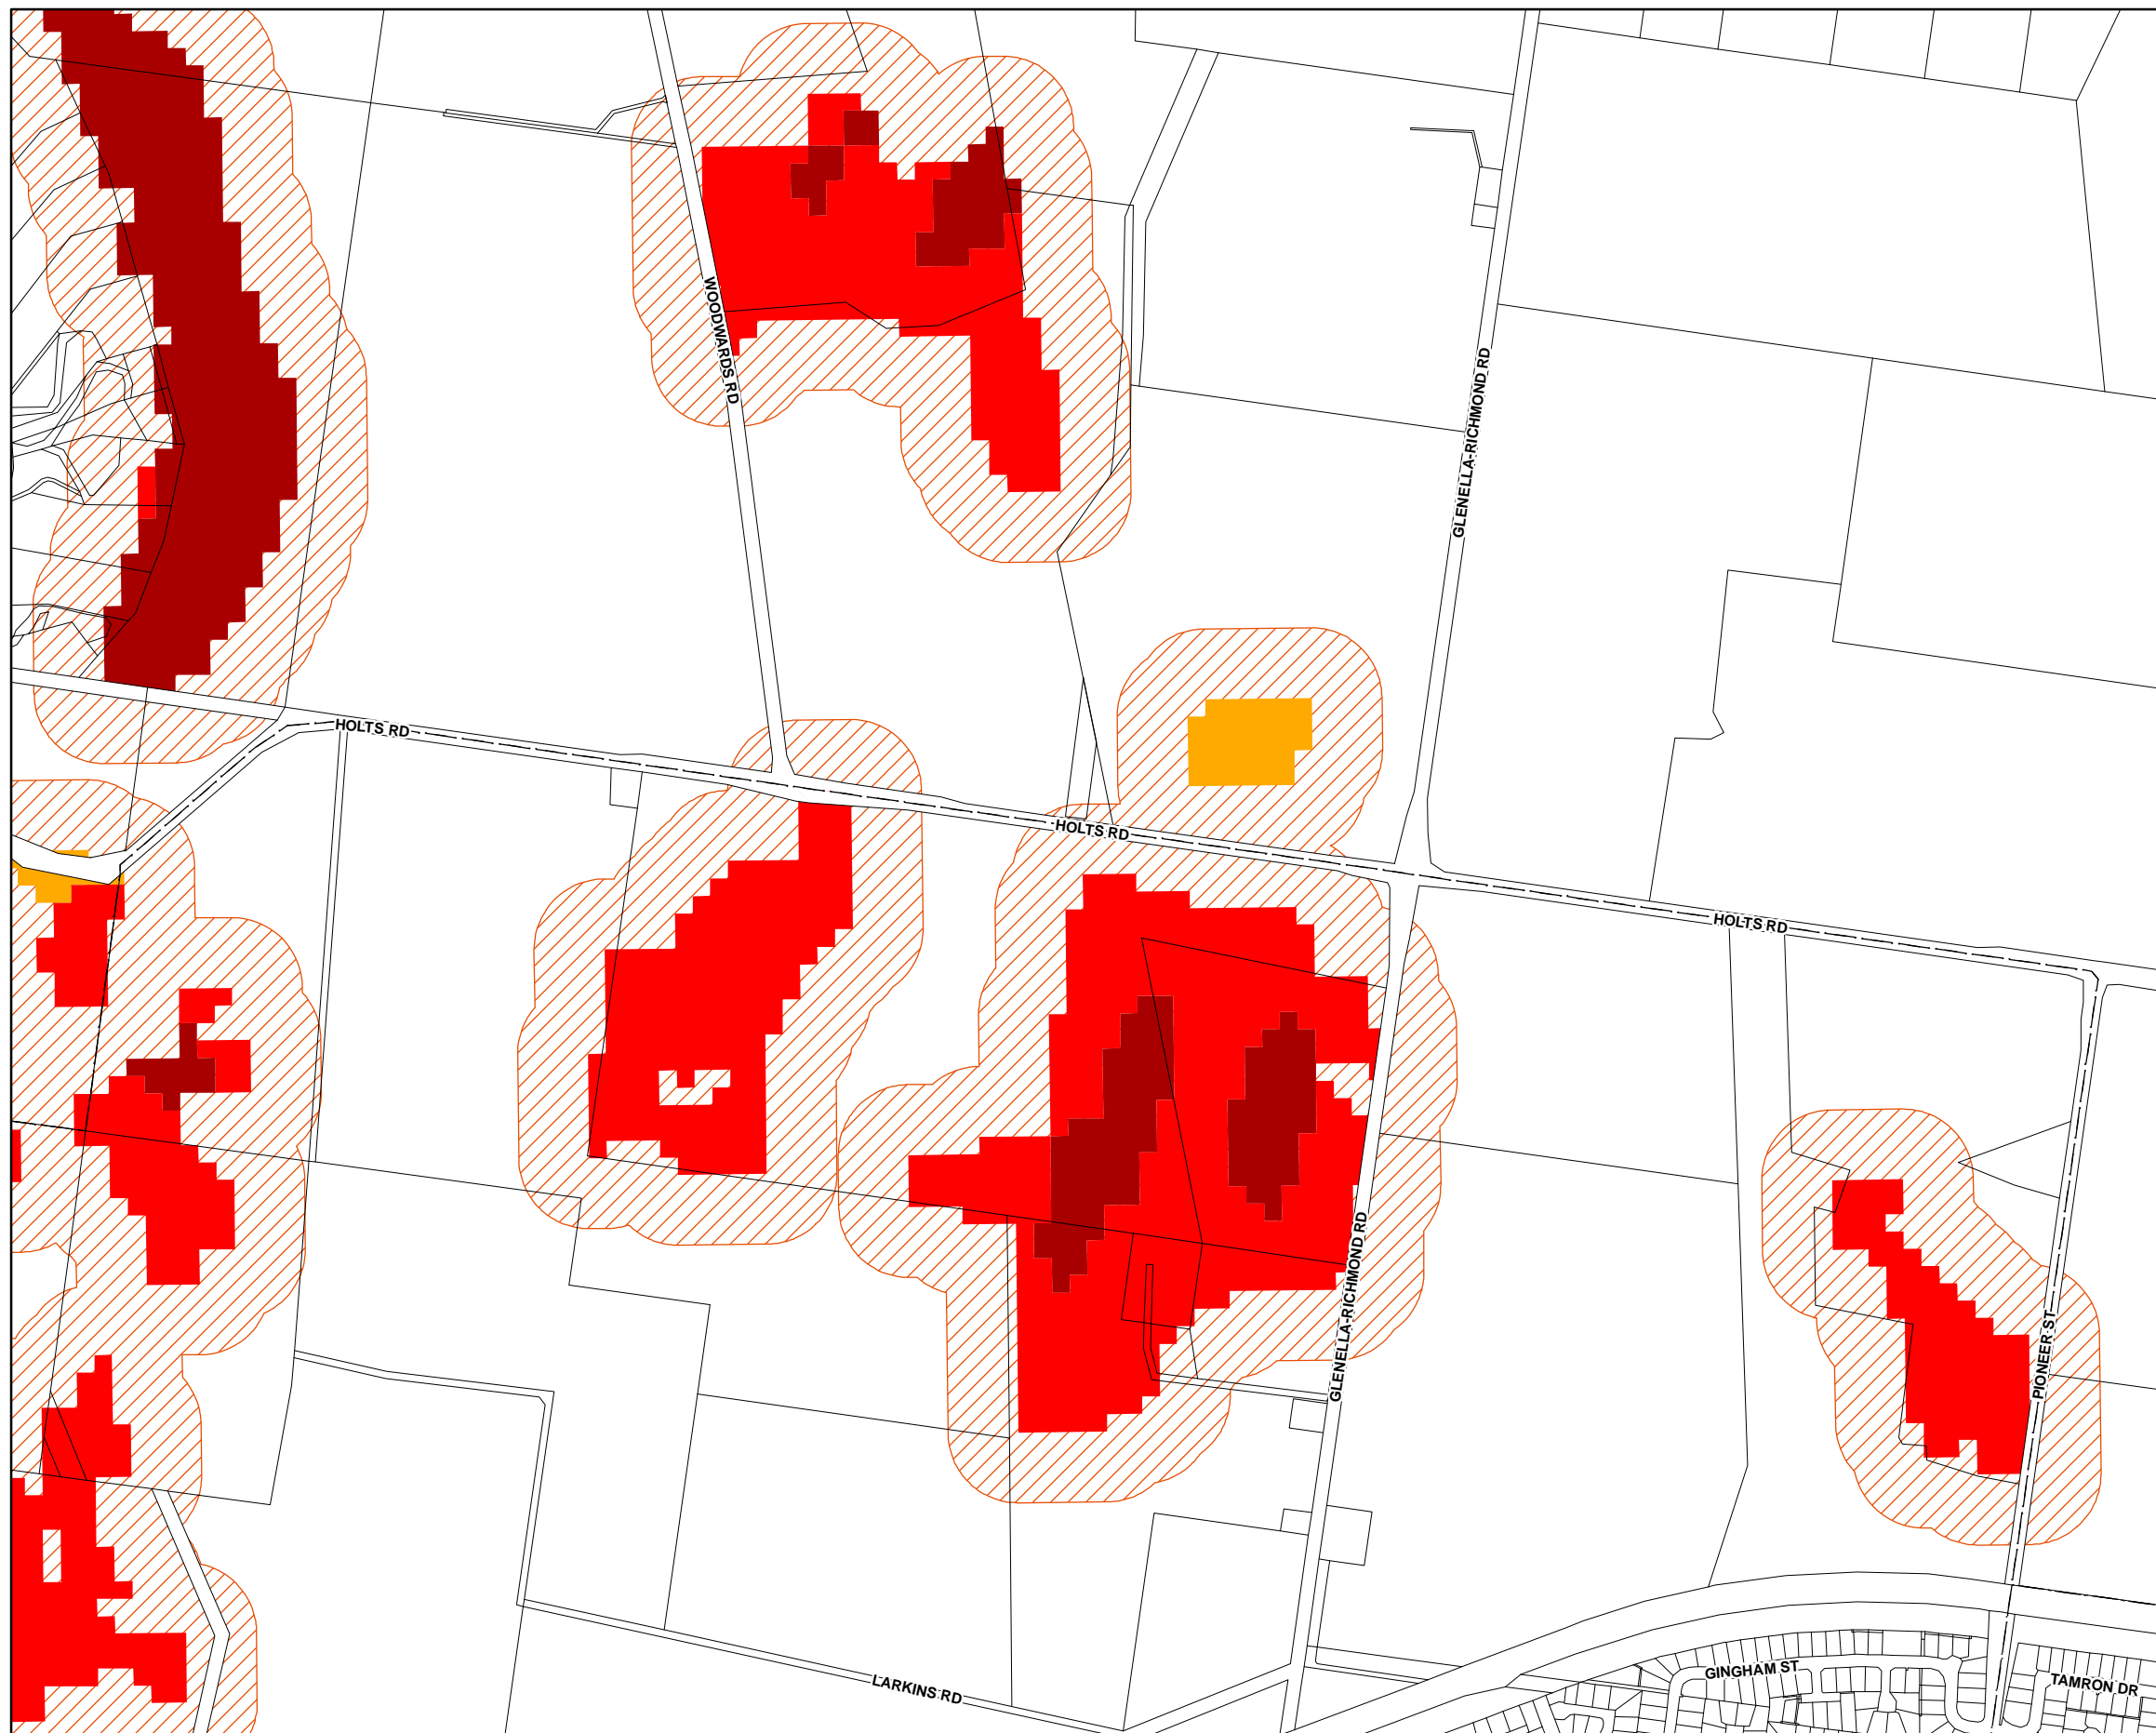 WOODWARDS RD
GLENELLA-RICHMOND RD
HOLTS RD
HOLTS RD
HOLTS RD
GLENELLA-RICHMOND RD
PIONEER ST
LARKINS RD
GINGHAM ST
TAMRON DR